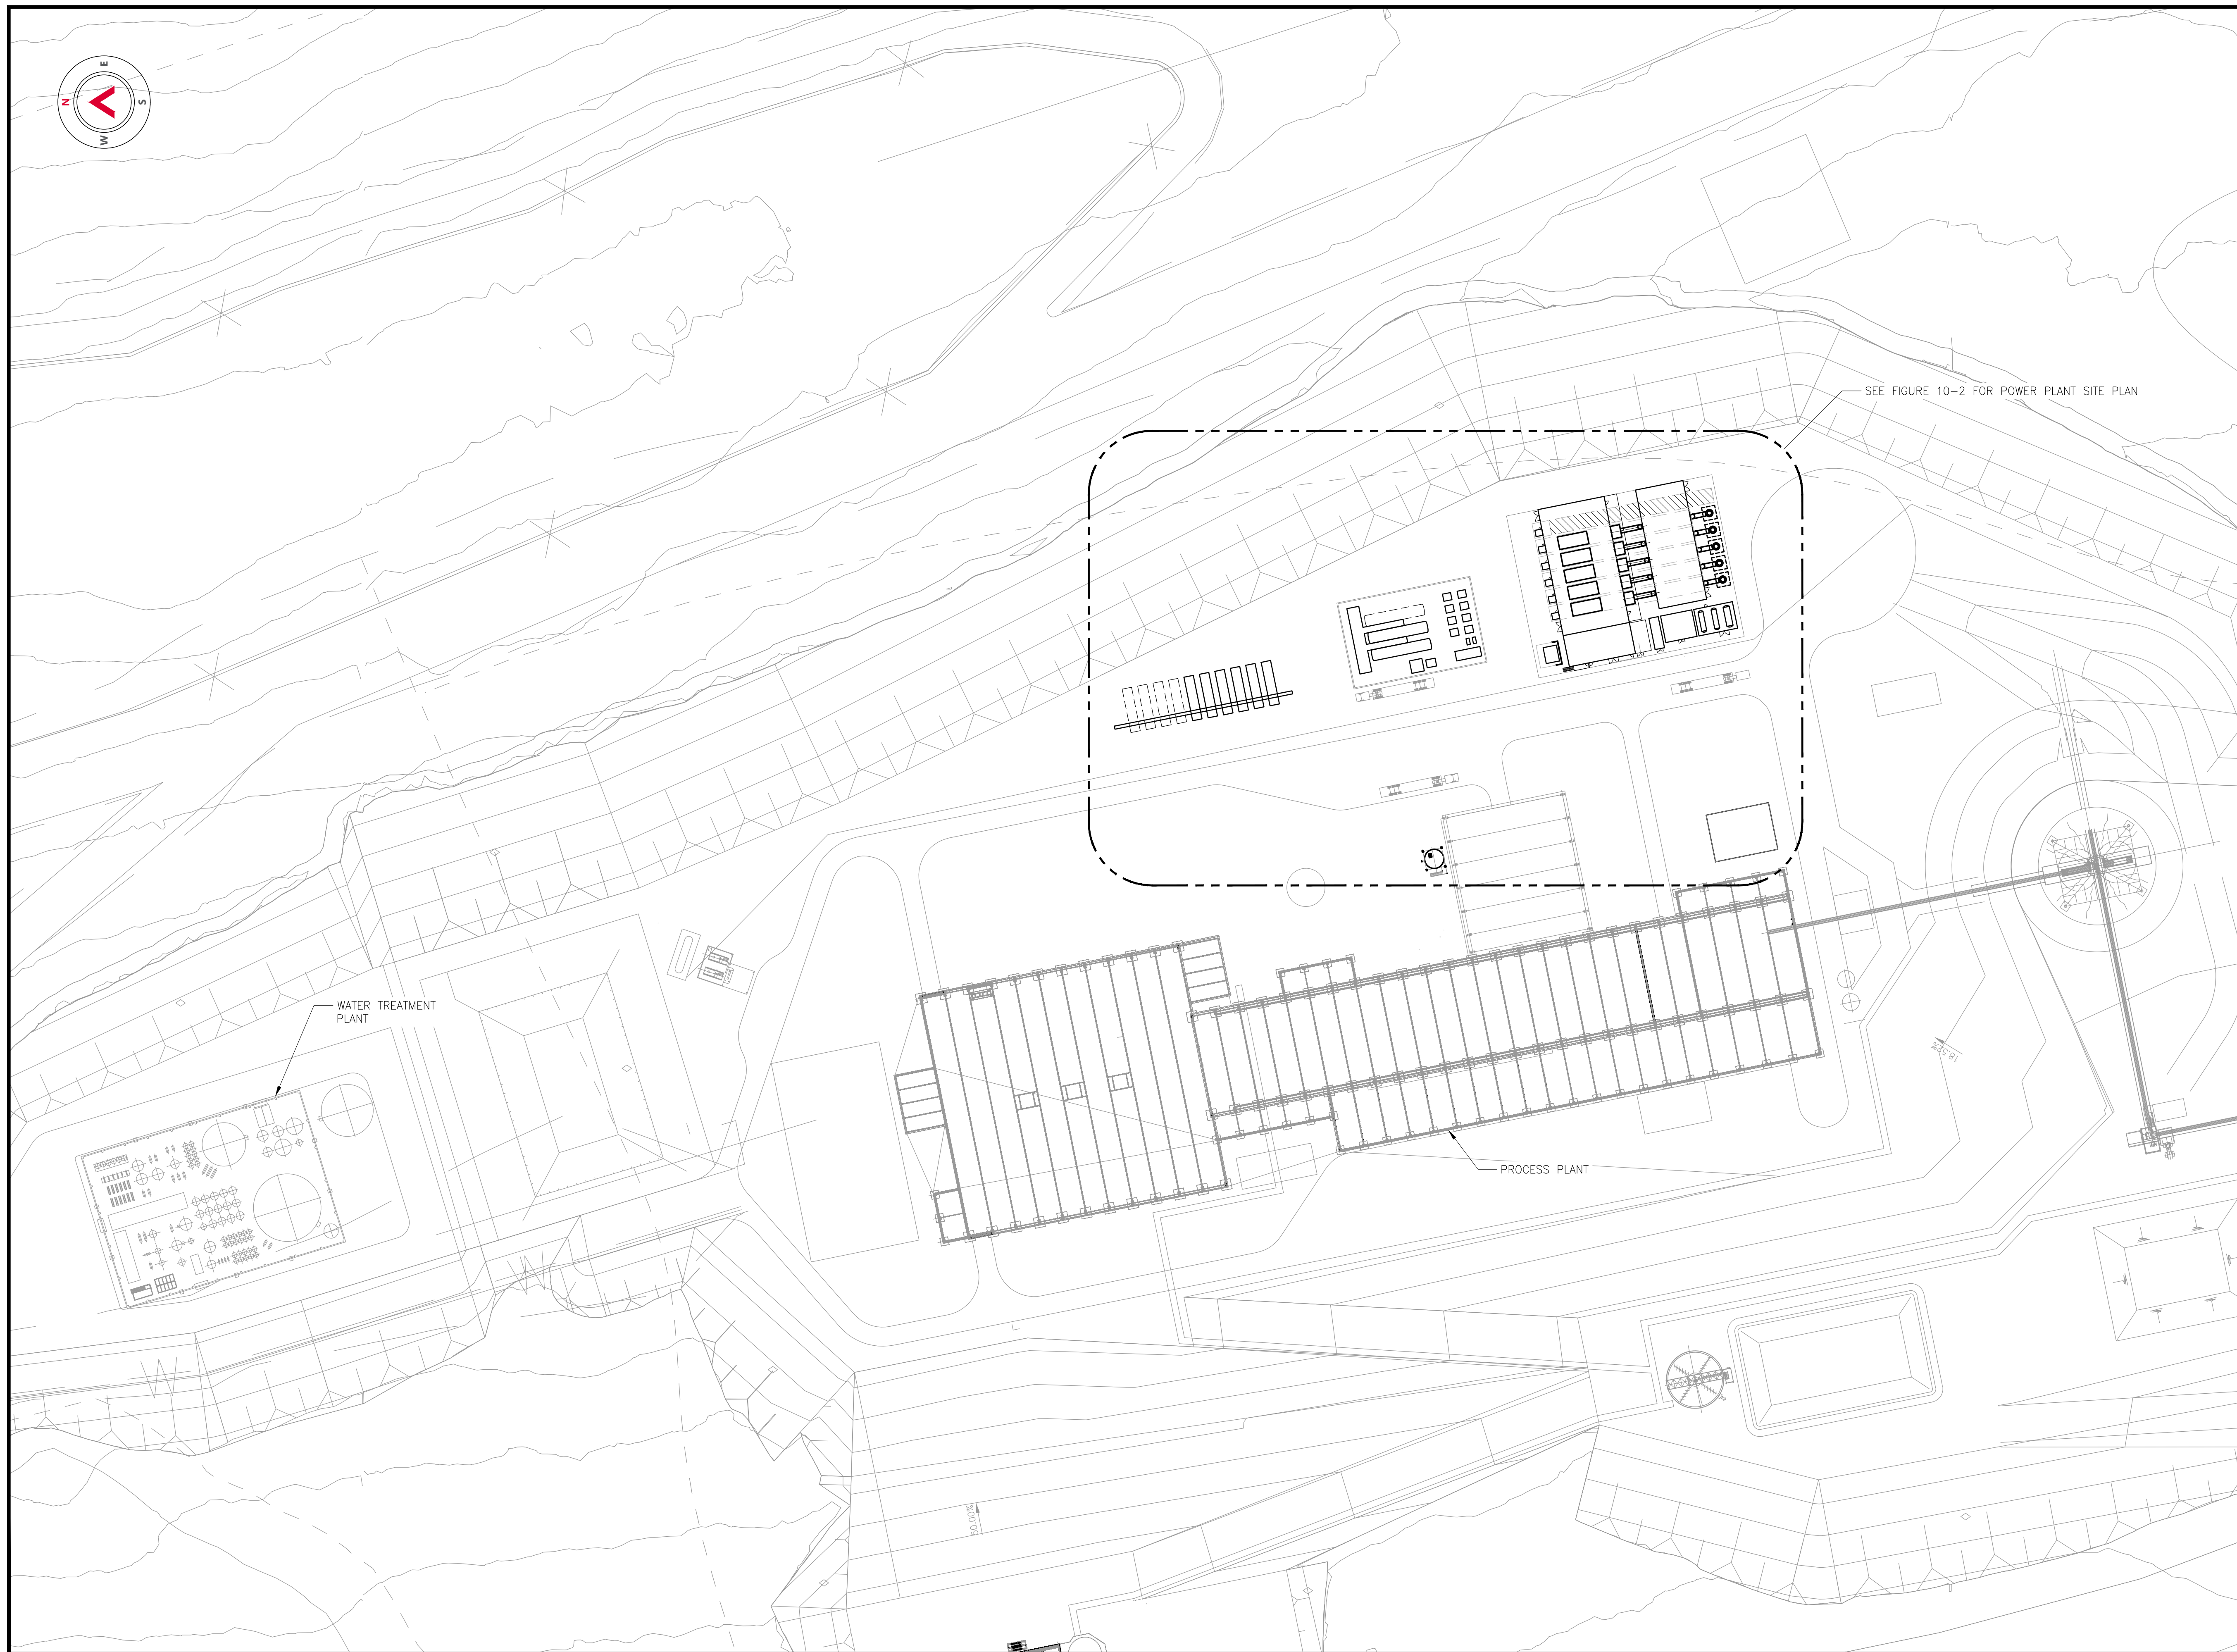 E
N
S
W
SEE FIGURE 10-2 FOR POWER PLANT SITE PLAN
WATER TREATMENT
PLANT
PROCESS PLANT